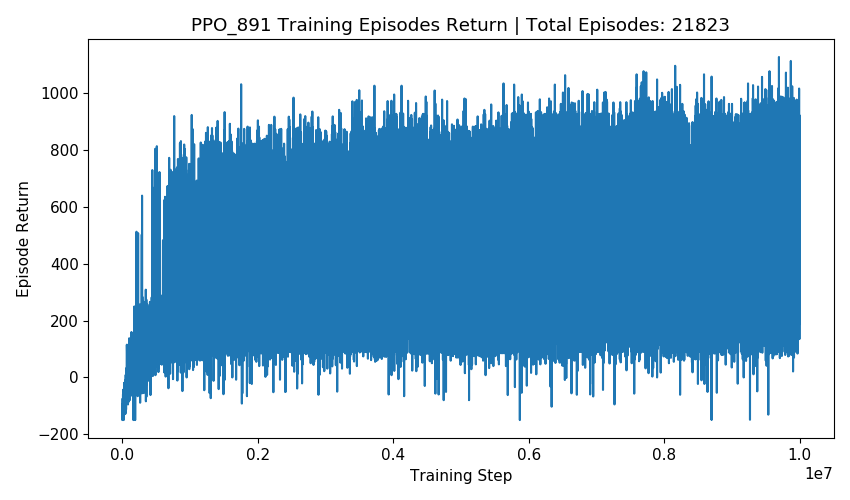 PPO_891 Training Episodes Return | Total Episodes: 21823
1000
800
600
400
200
0
−200
Episode Return
0.0 0.2 0.4 0.6 0.8 1.0
1e7
Training Step